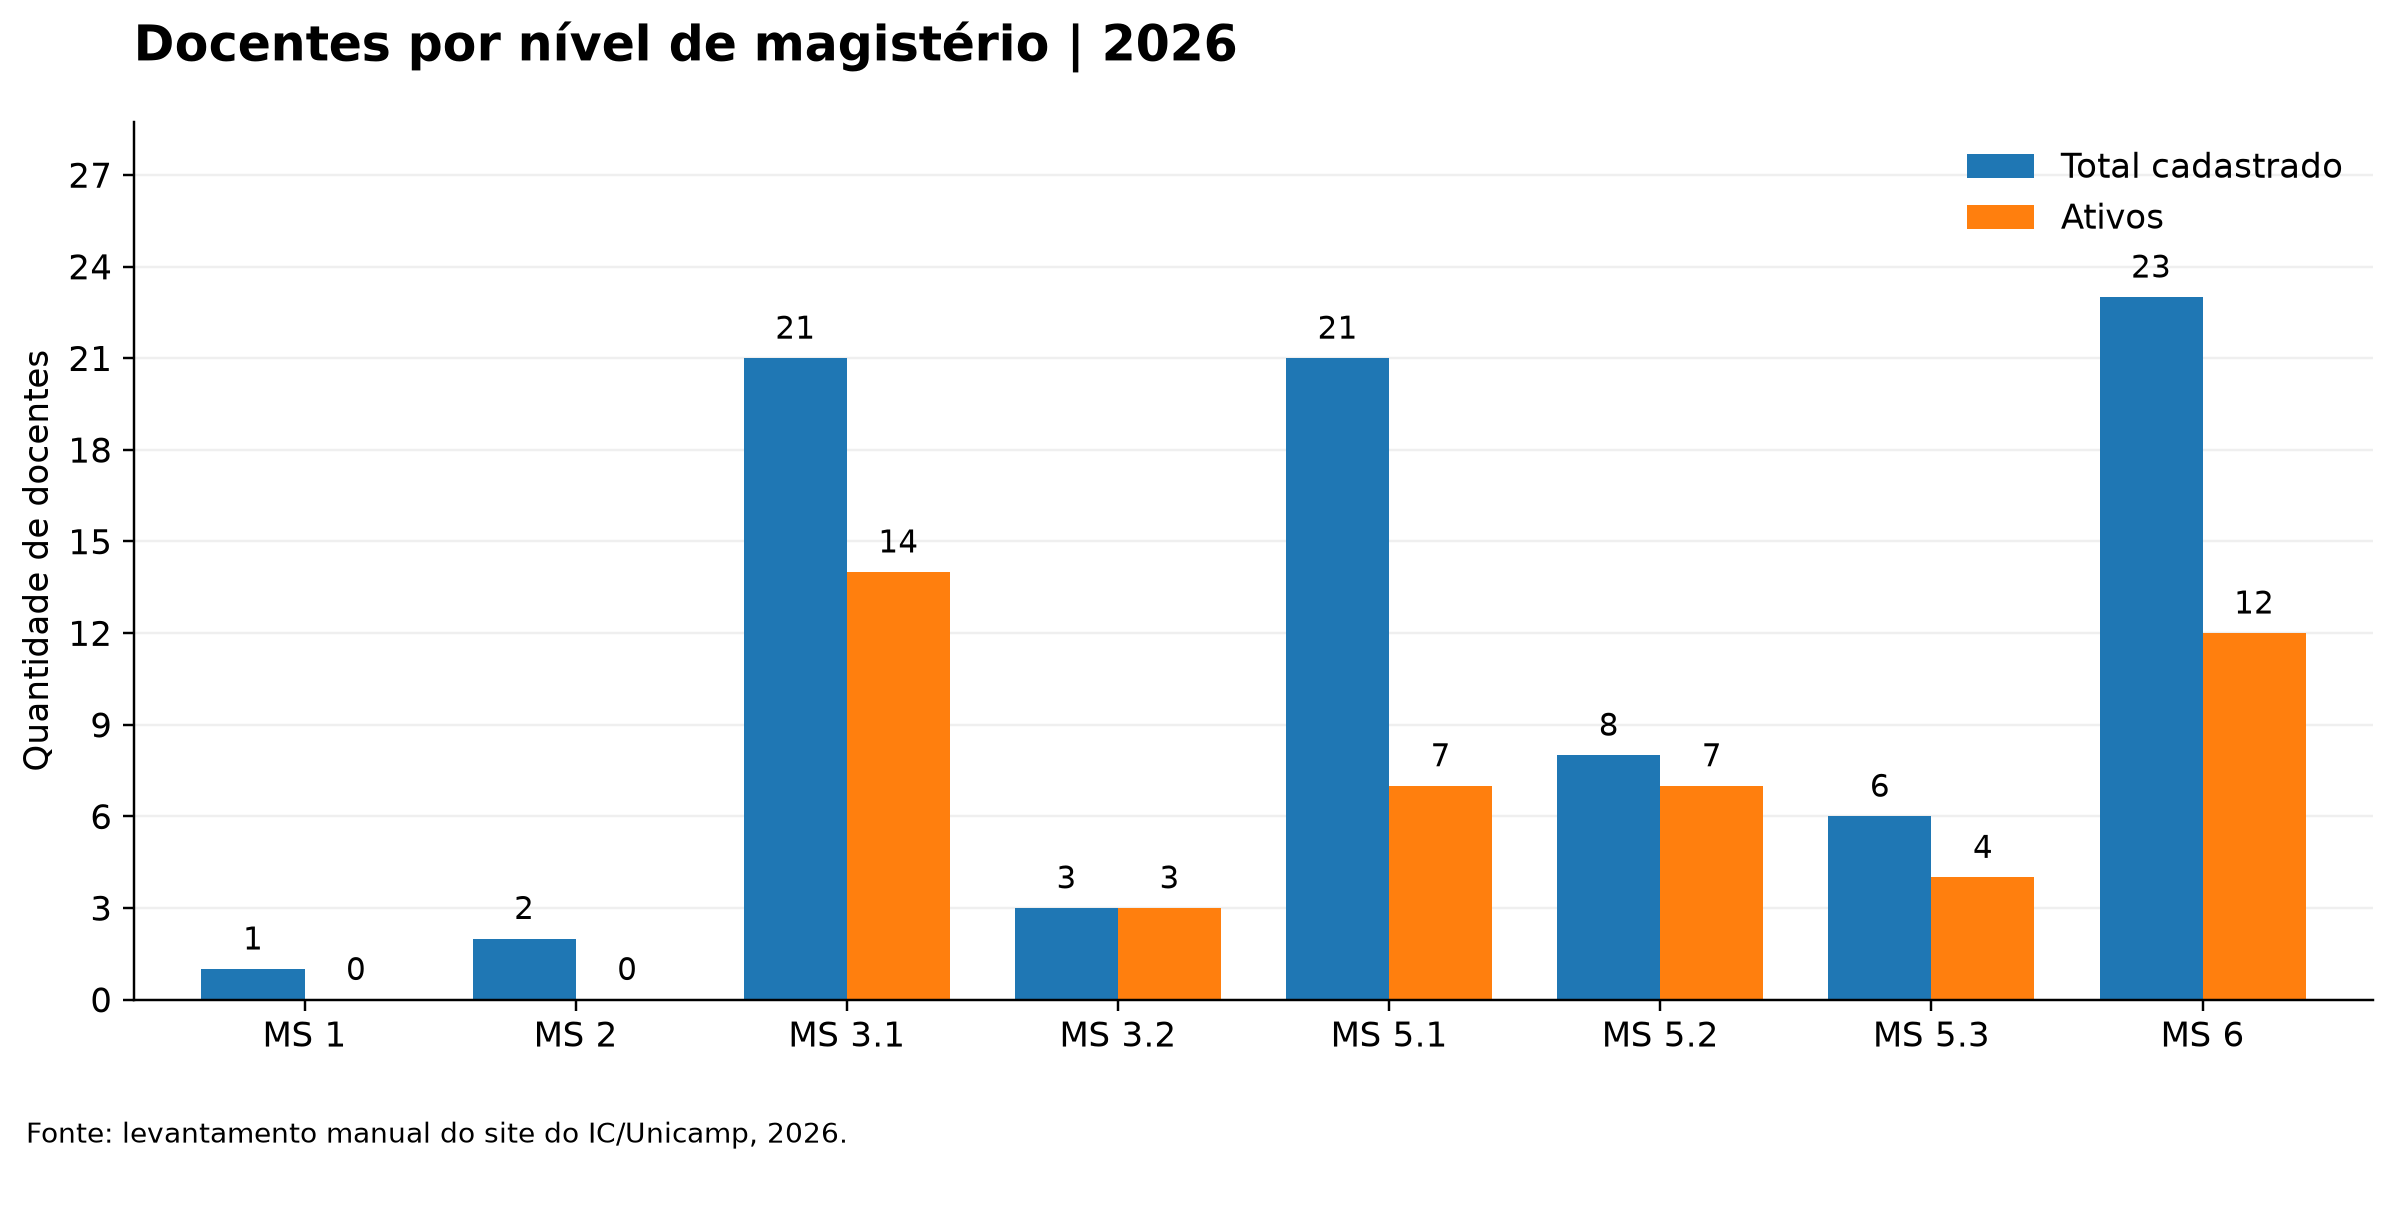 Docentes por nível de magistério | 2026
Total cadastrado
Ativos
Quantidade de docentes
27
24
21
18
15
12
9
6
3
0
1
0
2
0
21
14
3
3
21
7
8
7
6
4
23
12
MS 1
MS 2
MS 3.1
MS 3.2
MS 5.1
MS 5.2
MS 5.3
MS 6
Fonte: levantamento manual do site do IC/Unicamp, 2026.